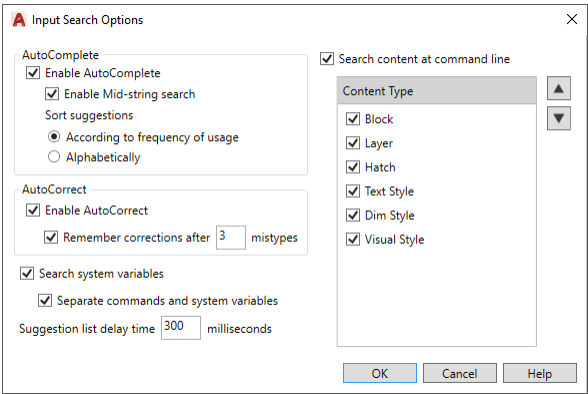 Input Search Options
AutoComplete
Enable AutoComplete
Enable Mid-string search
Sort suggestions
According to frequency of usage
Alphabetically
AutoCorrect
Enable AutoCorrect
Remember corrections after 3 mistypes
Search system variables
Separate commands and system variables
Suggestion list delay time 300 milliseconds
Search content at command line
Content Type
Block
Layer
Hatch
Text Style
Dim Style
Visual Style
OK Cancel Help